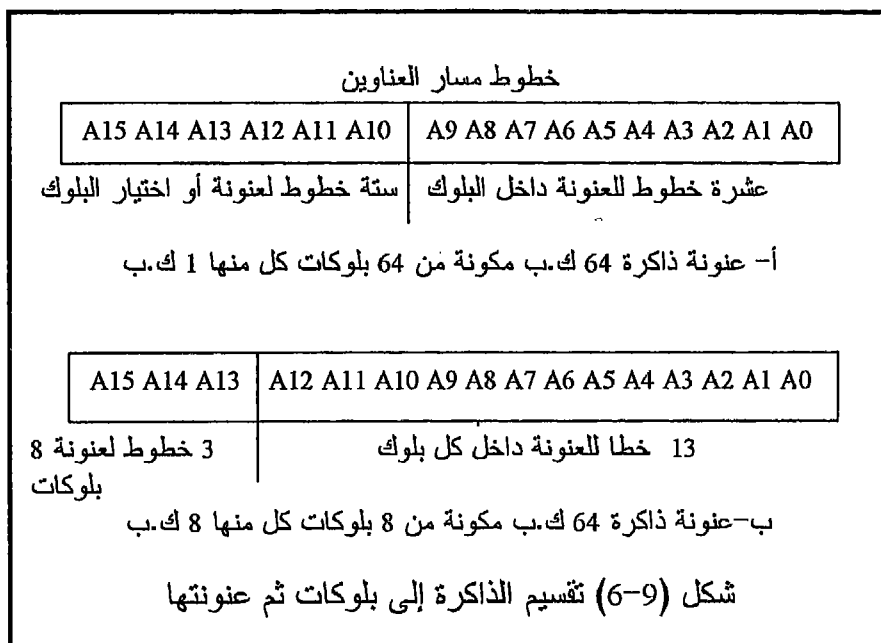 خطوط مسار العناوين
A15 A14 A13 A12 A11 A10 A9 A8 A7 A6 A5 A4 A3 A2 A1 A0
عشرة خطوط للعنونة داخل البلوك ستة خطوط لعنونة أو اختيار البلوك
أ- عنونة ذاكرة 64 ك.ب مكونة من 64 بلوكات كل منها 1 ك.ب
A15 A14 A13 A12 A11 A10 A9 A8 A7 A6 A5 A4 A3 A2 A1 A0
13 خطا للعنونة داخل كل بلوك 3 خطوط لعنونة 8
بلوكات
ب-عنونة ذاكرة 64 ك.ب مكونة من 8 بلوكات كل منها 8 ك.ب
شكل (9-6) تقسيم الذاكرة إلى بلوكات ثم عنونتها